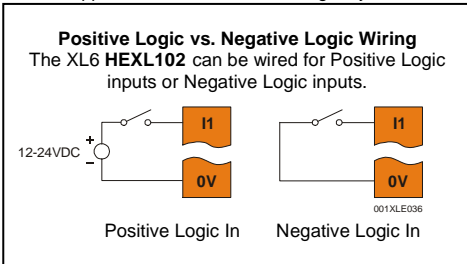 Positive Logic vs. Negative Logic Wiring
The XL6 HEXL102 can be wired for Positive Logic
inputs or Negative Logic inputs.
I1
I1
12-24VDC
+
−
0V
0V
001XLE036
Positive Logic In
Negative Logic In